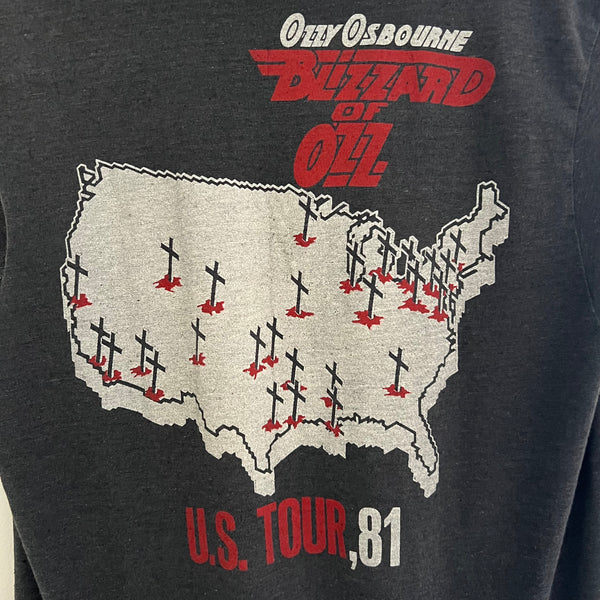 Ozzy Osbourne
Blizzard
of
Ozz
U.S. TOUR,81